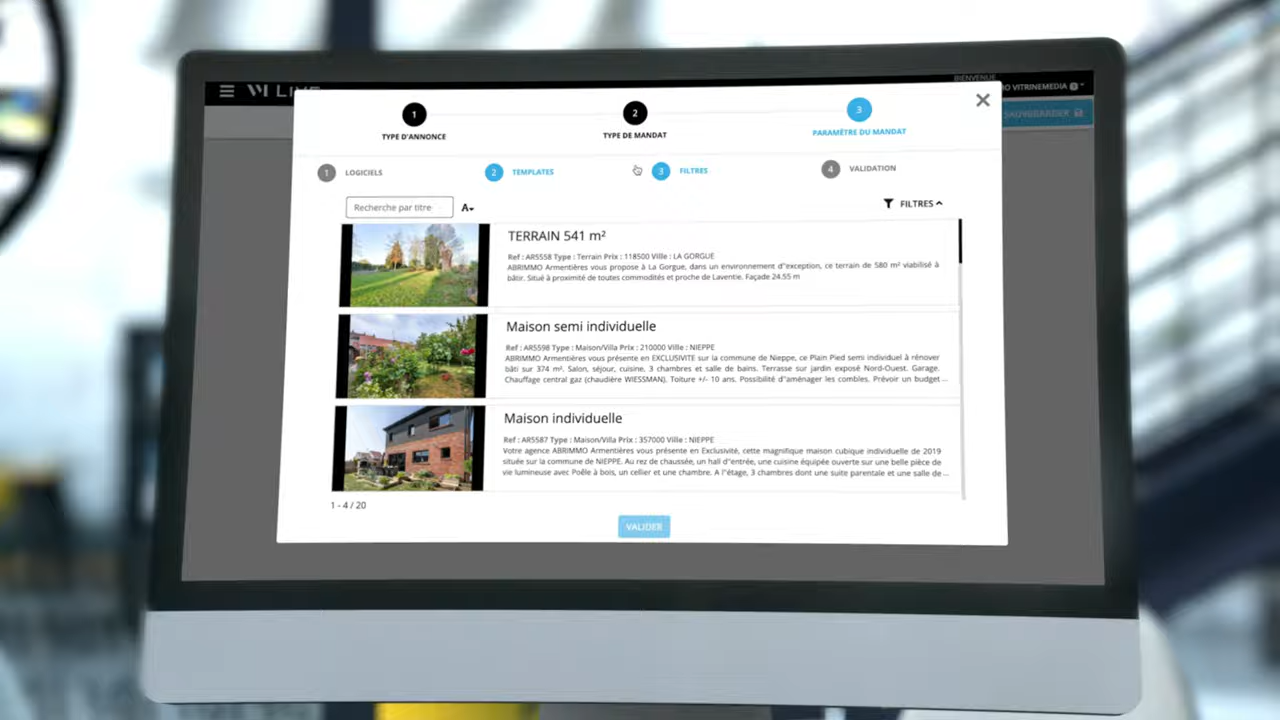 BIENVENUE
VM LIVE
O VITRINEMEDIA
SAUVEGARDER
1
2
3
TYPE D'ANNONCE
TYPE DE MANDAT
PARAMÈTRE DU MANDAT
1 LOGICIELS
2 TEMPLATES
3 FILTRES
4 VALIDATION
Recherche par titre
A
FILTRES
TERRAIN 541 m²
Ref : AR5558 Type : Terrain Prix : 118500 Ville : LA GORGUE
ABRIMMO Armentières vous propose à La Gorgue, dans un environnement d"exception, ce terrain de 580 m² viabilisé à
bâtir. Situé à proximité de toutes commodités et proche de Laventie. Façade 24.55 m
Maison semi individuelle
Ref : AR5598 Type : Maison/Villa Prix : 210000 Ville : NIEPPE
ABRIMMO Armentières vous présente en EXCLUSIVITE sur la commune de Nieppe, ce Plain Pied semi individuel à rénover
bâti sur 374 m². Salon, séjour, cuisine, 3 chambres et salle de bains. Terrasse sur jardin exposé Nord-Ouest. Garage.
Chauffage central gaz (chaudière WIESSMAN). Toiture +/- 10 ans. Possibilité d"aménager les combles. Prévoir un budget ...
Maison individuelle
Ref : AR5587 Type : Maison/Villa Prix : 357000 Ville : NIEPPE
Votre agence ABRIMMO Armentières vous présente en Exclusivité, cette magnifique maison cubique individuelle de 2019
située sur la commune de NIEPPE. Au rez de chaussée, un hall d"entrée, une cuisine équipée ouverte sur une belle pièce de
vie lumineuse avec Poêle à bois, un cellier et une chambre. A l"étage, 3 chambres dont une suite parentale et une salle de ...
1 - 4 / 20
VALIDER